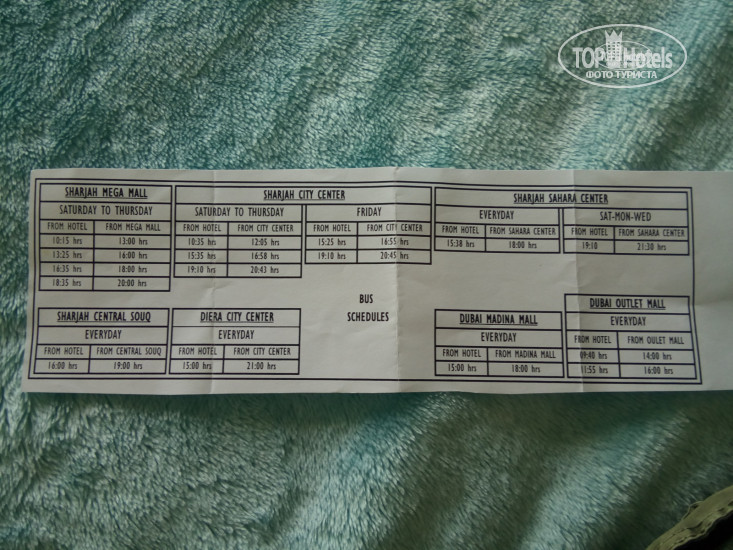 TOP Hotels
ФОТО ТУРИСТА
SHARJAH MEGA MALL
SATURDAY TO THURSDAY
FROM HOTEL FROM MEGA MALL
10:15 hrs 13:00 hrs
13:25 hrs 16:00 hrs
16:35 hrs 18:00 hrs
18:35 hrs 20:00 hrs
SHARJAH CITY CENTER
SATURDAY TO THURSDAY
FROM HOTEL FROM CITY CENTER
10:35 hrs 12:05 hrs
15:35 hrs 16:58 hrs
19:10 hrs 20:43 hrs
FRIDAY
FROM HOTEL FROM CITY CENTER
15:25 hrs 16:55 hrs
19:10 hrs 20:45 hrs
SHARJAH SAHARA CENTER
EVERYDAY
FROM HOTEL FROM SAHARA CENTER
15:38 hrs 18:00 hrs
SAT-MON-WED
FROM HOTEL FROM SAHARA CENTER
19:10 21:30 hrs
SHARJAH CENTRAL SOUQ
EVERYDAY
FROM HOTEL FROM CENTRAL SOUQ
16:00 hrs 19:00 hrs
DIERA CITY CENTER
EVERYDAY
FROM HOTEL FROM CITY CENTER
15:00 hrs 21:00 hrs
BUS
SCHEDULES
DUBAI MADINA MALL
EVERYDAY
FROM HOTEL FROM MADINA MALL
15:00 hrs 18:00 hrs
DUBAI OUTLET MALL
EVERYDAY
FROM HOTEL FROM OULET MALL
09:40 hrs 14:00 hrs
11:55 hrs 16:00 hrs